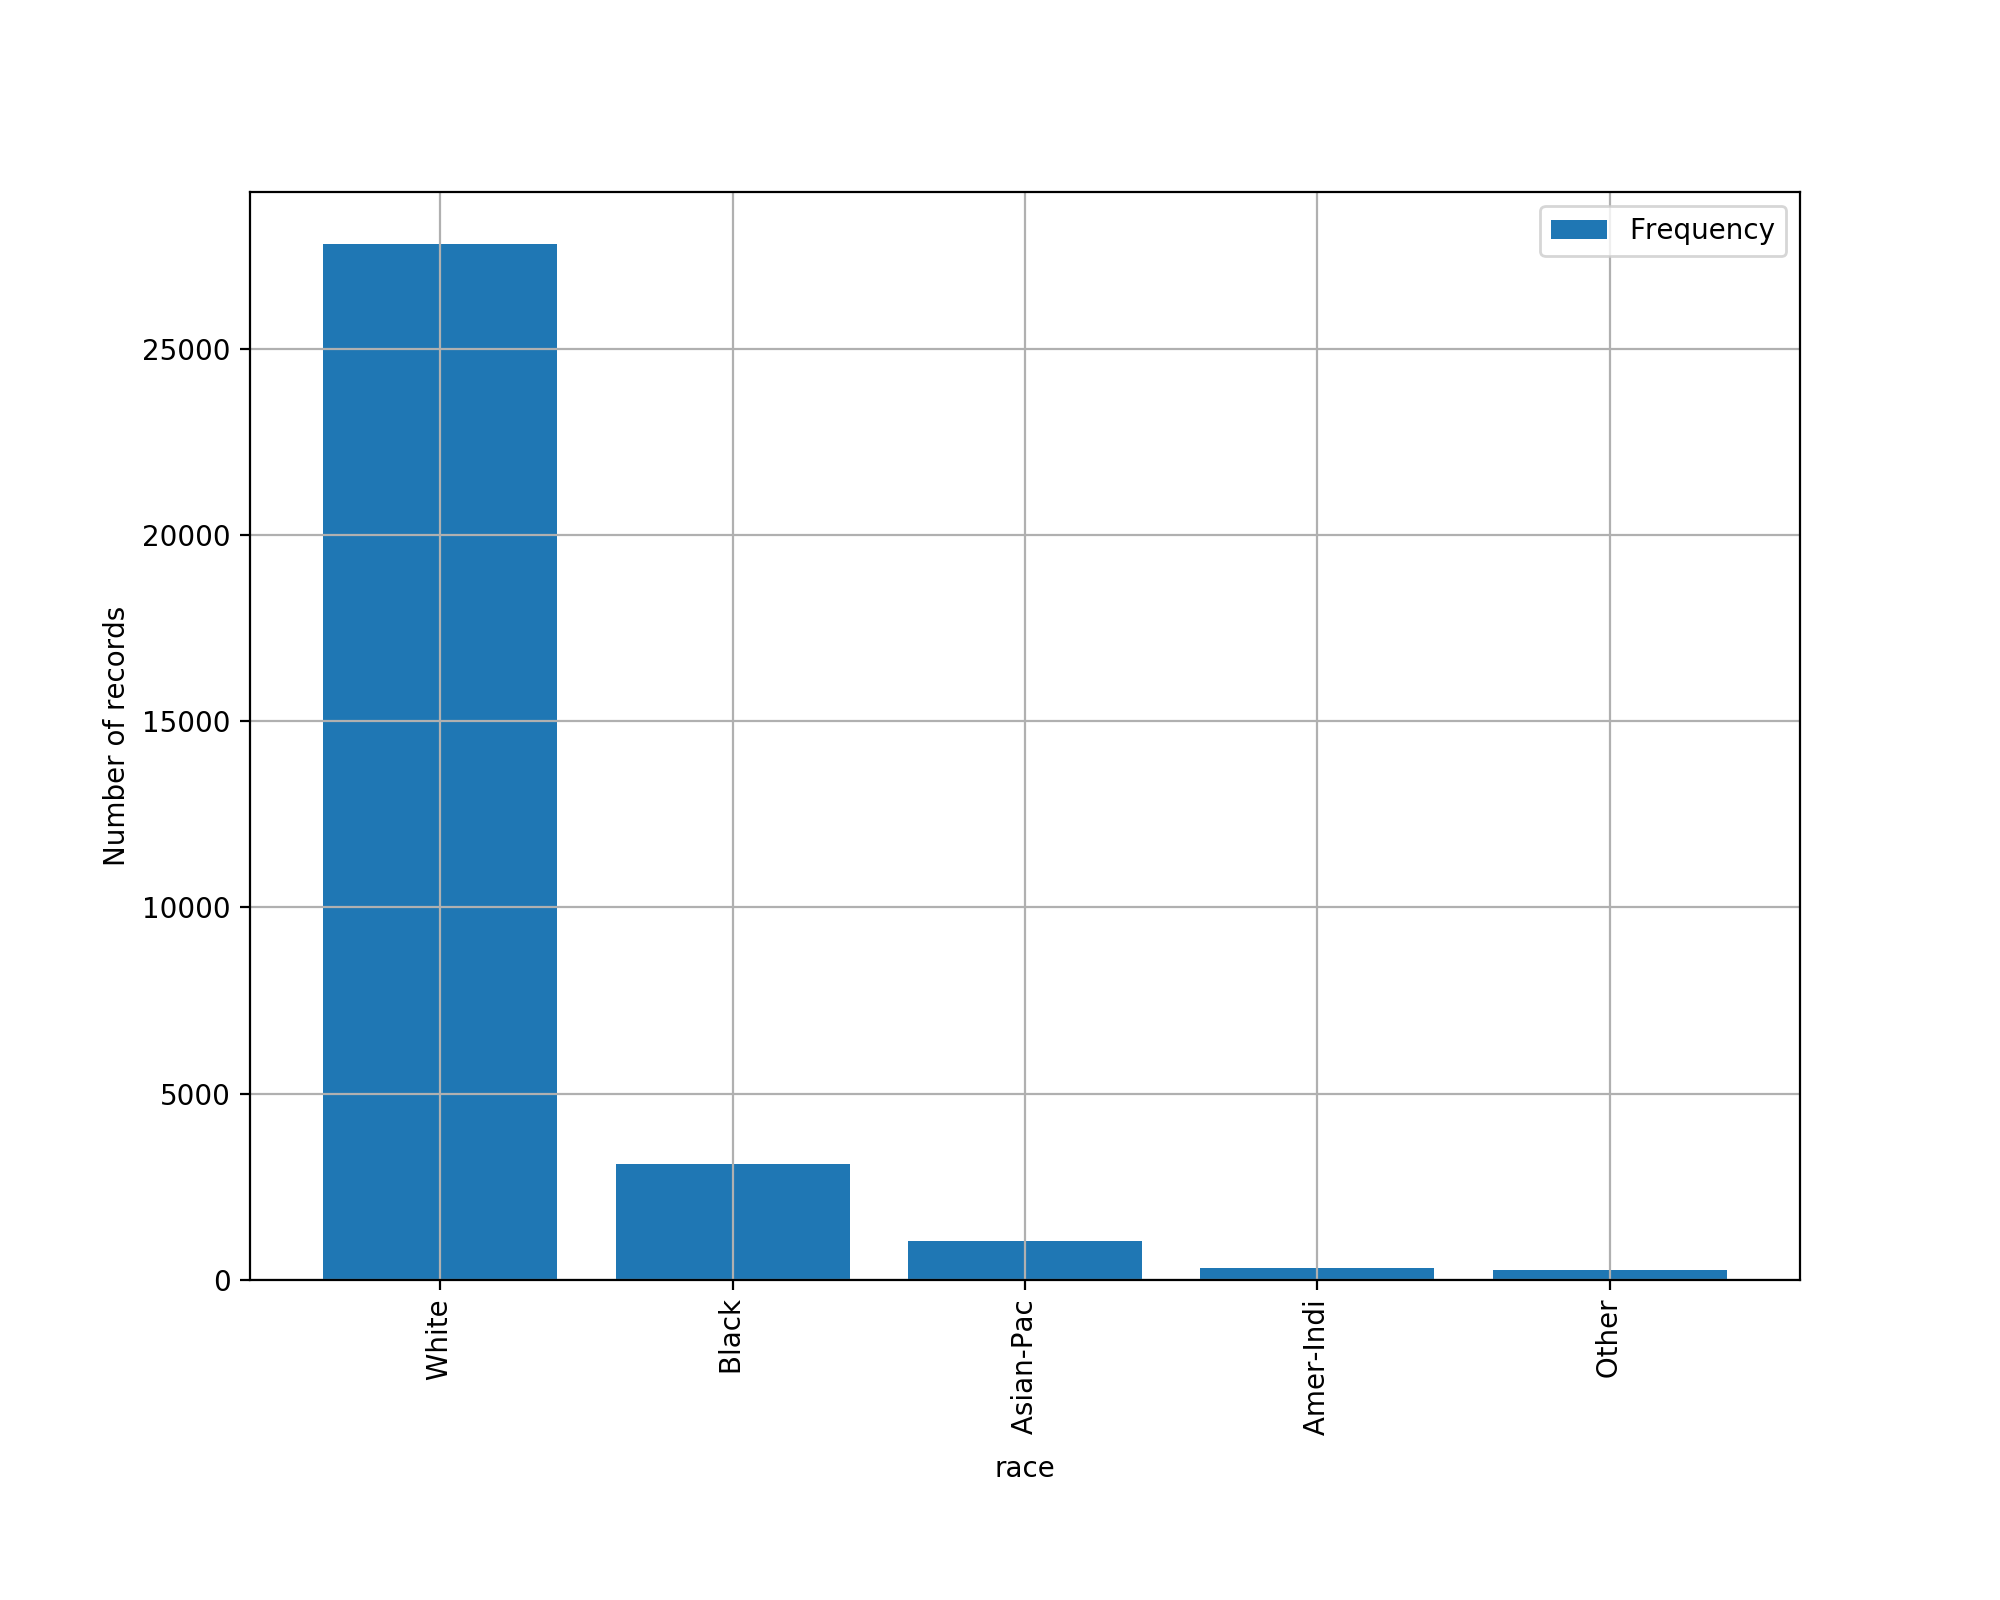 Frequency
25000
20000
15000
10000
5000
0
Number of records
White
Black
Asian-Pac
Amer-Indi
Other
race